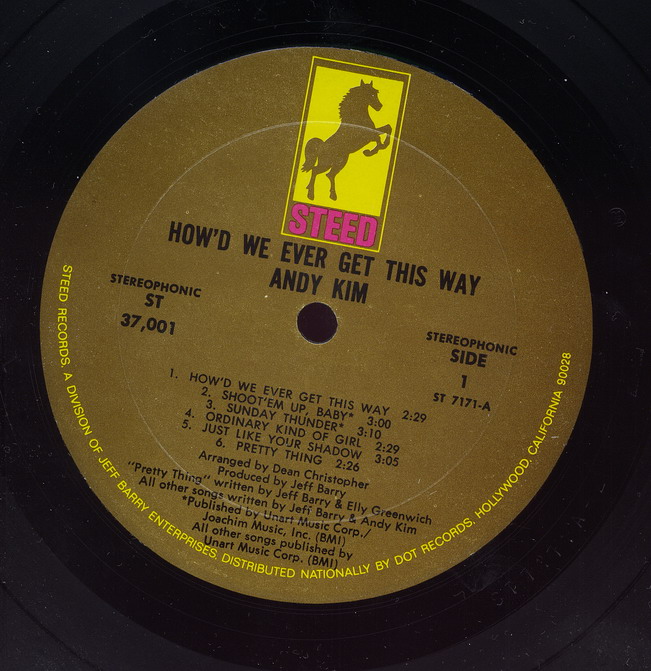 STEED
HOW'D WE EVER GET THIS WAY
ANDY KIM
STEREOPHONIC
ST
37,001
STEREOPHONIC
SIDE
1
ST 7171-A
1. HOW'D WE EVER GET THIS WAY 2:29
2. SHOOT'EM UP, BABY* 3:00
3. SUNDAY THUNDER* 3:10
4. ORDINARY KIND OF GIRL 2:29
5. JUST LIKE YOUR SHADOW 3:05
6. PRETTY THING 2:26
Arranged by Dean Christopher
Produced by Jeff Barry
"Pretty Thing" written by Jeff Barry & Elly Greenwich
All other songs written by Jeff Barry & Andy Kim
*Published by Unart Music Corp./
Joachim Music, Inc. (BMI)
All other songs published by
Unart Music Corp. (BMI)
STEED RECORDS, A DIVISION OF JEFF BARRY ENTERPRISES, DISTRIBUTED NATIONALLY BY DOT RECORDS, HOLLYWOOD, CALIFORNIA 90028